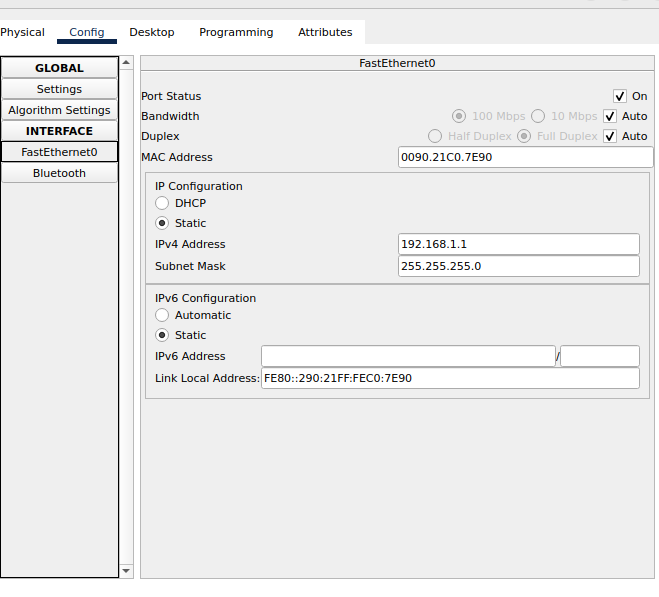 Physical Config Desktop Programming Attributes
GLOBAL
Settings
Algorithm Settings
INTERFACE
FastEthernet0
Bluetooth
FastEthernet0
Port Status On
Bandwidth 100 Mbps 10 Mbps Auto
Duplex Half Duplex Full Duplex Auto
MAC Address 0090.21C0.7E90
IP Configuration
DHCP
Static
IPv4 Address 192.168.1.1
Subnet Mask 255.255.255.0
IPv6 Configuration
Automatic
Static
IPv6 Address /
Link Local Address: FE80::290:21FF:FEC0:7E90